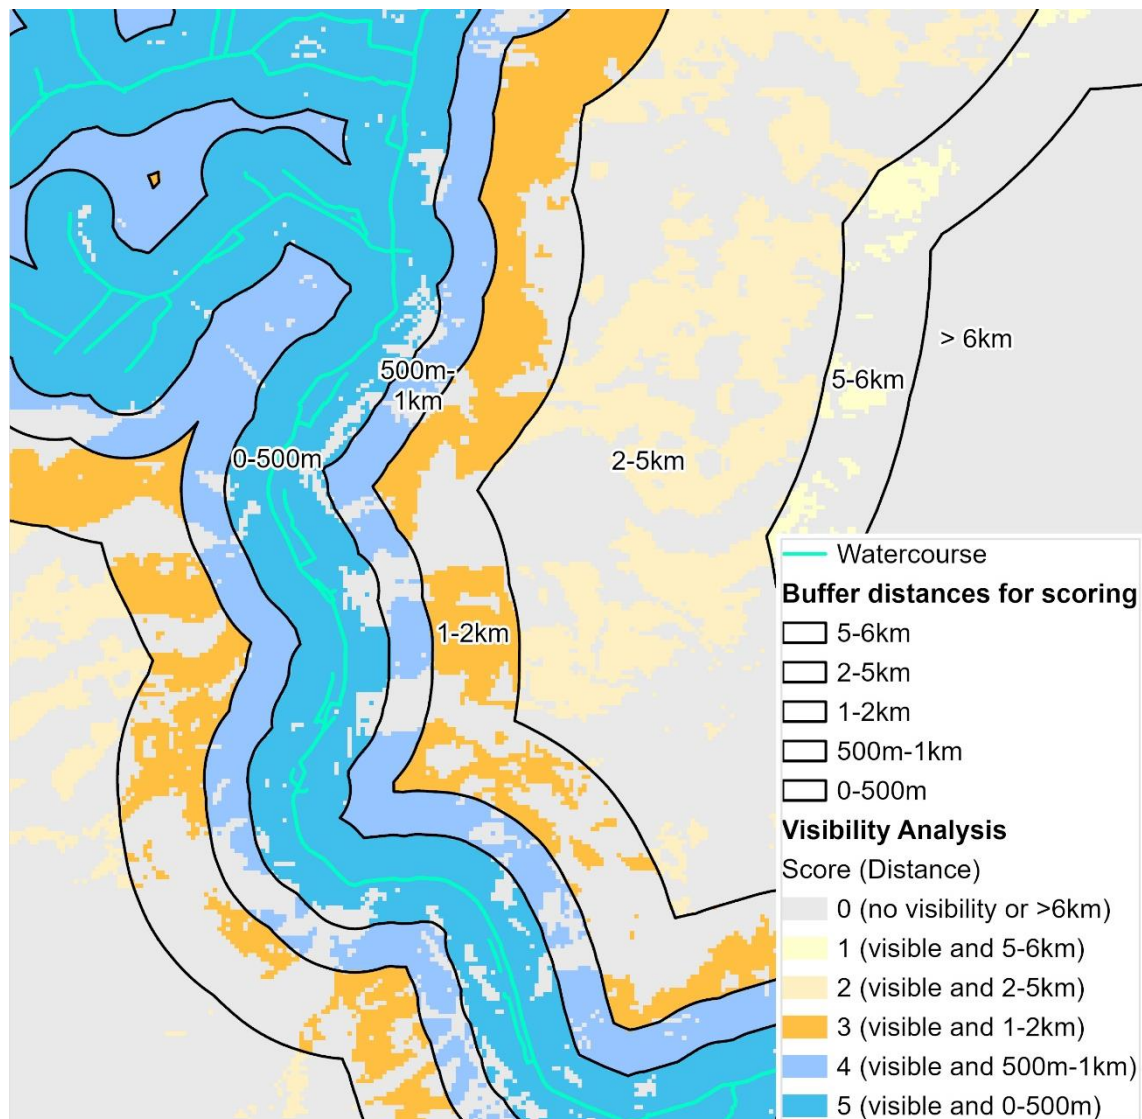 > 6km
500m-
1km
5-6km
0-500m
2-5km
1-2km
Watercourse
Buffer distances for scoring
5-6km
2-5km
1-2km
500m-1km
0-500m
Visibility Analysis
Score (Distance)
0 (no visibility or >6km)
1 (visible and 5-6km)
2 (visible and 2-5km)
3 (visible and 1-2km)
4 (visible and 500m-1km)
5 (visible and 0-500m)